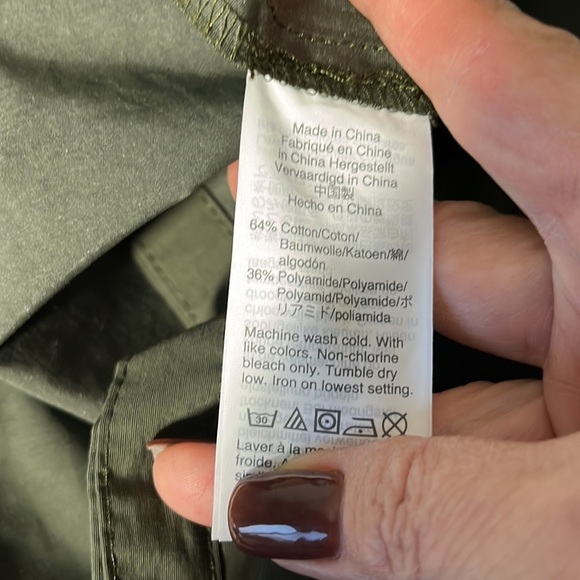 Made in China
Fabriqué en Chine
in China Hergestellt
Vervaardigd in China
中国製
Hecho en China
64% Cotton/Coton/
Baumwolle/Katoen/綿/
algodón
36% Polyamide/Polyamide/
Polyamid/Polyamide/ポ
リアミド/poliamida
Machine wash cold. With
like colors. Non-chlorine
bleach only. Tumble dry
low. Iron on lowest setting.
30
Laver à la
froide.